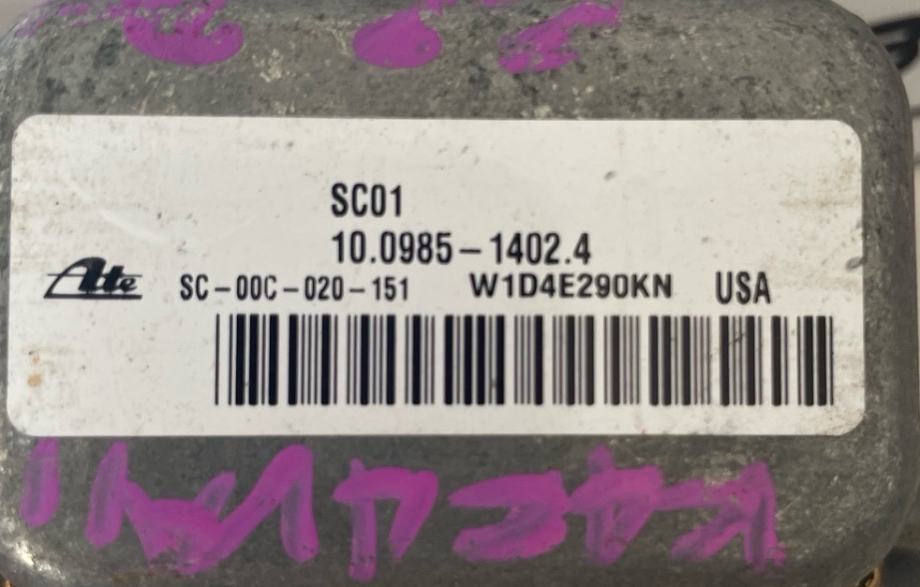 SC01
10.0985-1402.4
Ate SC-00C-020-151 W1D4E290KN USA